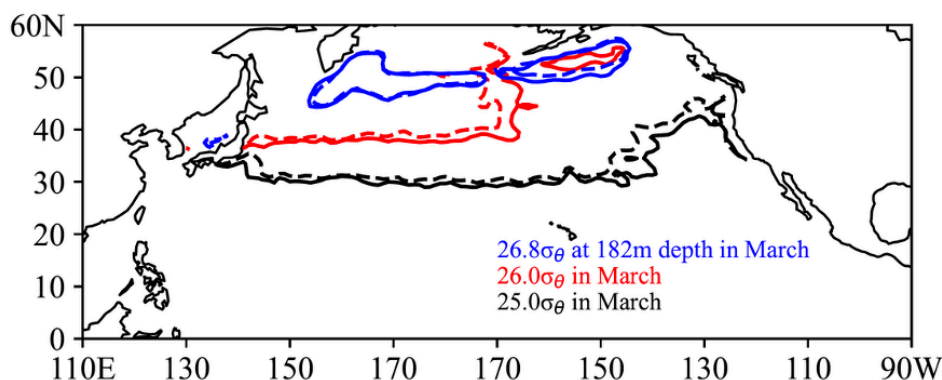 60N
50
40
30
20
10
0
26.8σθ at 182m depth in March
26.0σθ in March
25.0σθ in March
110E 130 150 170 170 150 130 110 90W